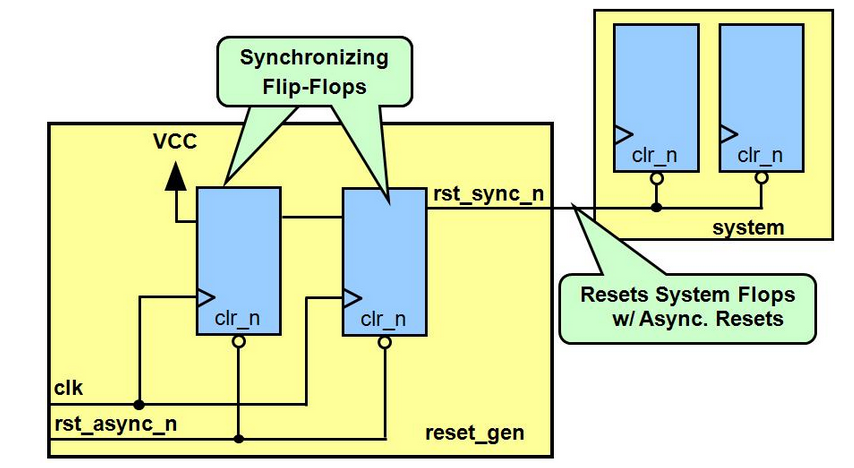 Synchronizing
Flip-Flops
VCC
clr_n
clr_n
rst_sync_n
clr_n
clr_n
system
Resets System Flops
w/ Async. Resets
clk
rst_async_n
reset_gen